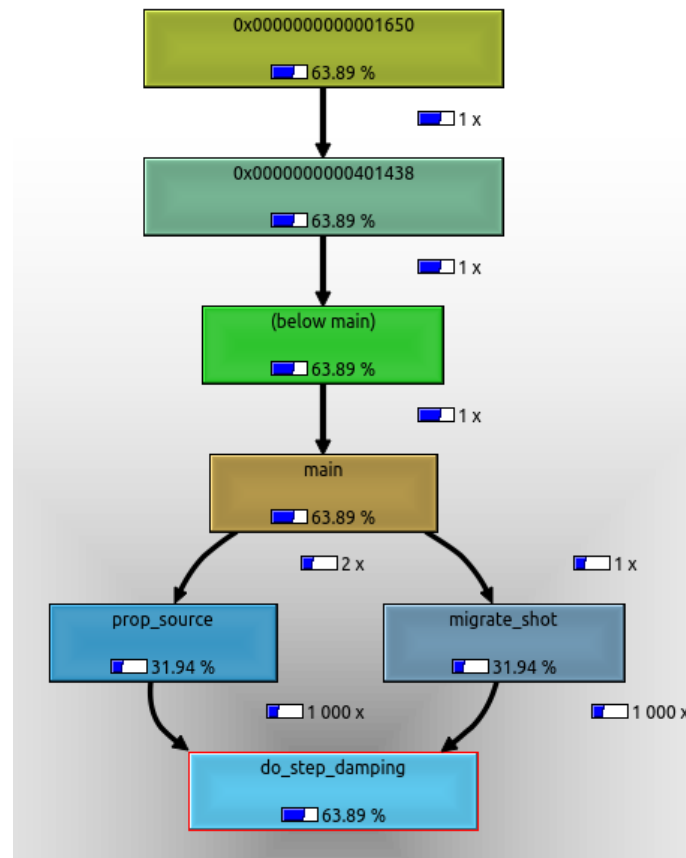 0x0000000000001650
63.89 %
1 x
0x0000000000401438
63.89 %
1 x
(below main)
63.89 %
1 x
main
63.89 %
2 x
1 x
prop_source
31.94 %
migrate_shot
31.94 %
1 000 x
1 000 x
do_step_damping
63.89 %